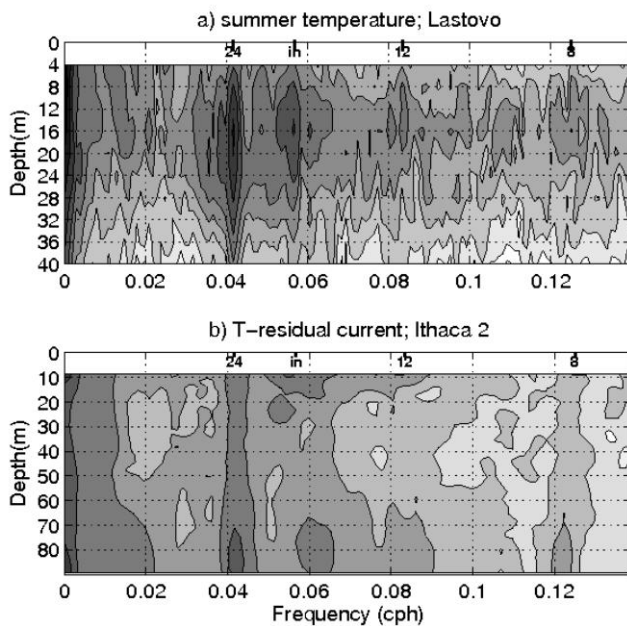 a) summer temperature; Lastovo
0
24 ih 12 8
4
8
12
16
20
24
28
32
36
40
Depth(m)
0 0.02 0.04 0.06 0.08 0.1 0.12
b) T-residual current; Ithaca 2
0
24 ih 12 8
10
20
30
40
50
60
70
80
Depth(m)
0 0.02 0.04 0.06 0.08 0.1 0.12
Frequency (cph)